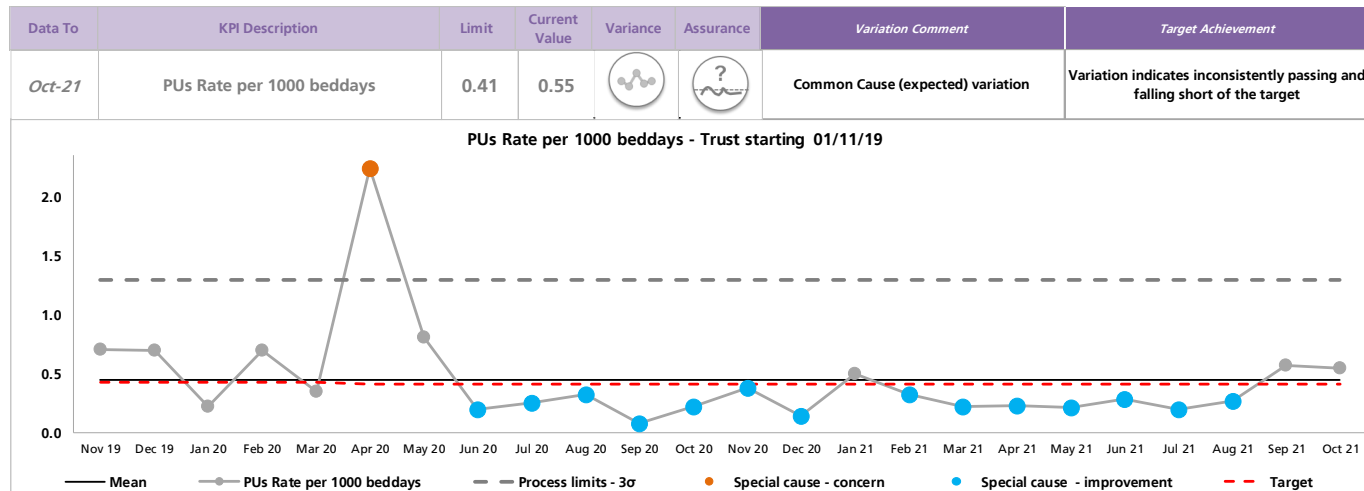 Data To KPI Description Limit Current Value Variance Assurance Variation Comment Target Achievement
Oct-21 PUs Rate per 1000 beddays 0.41 0.55 ? Common Cause (expected) variation Variation indicates inconsistently passing and
falling short of the target
PUs Rate per 1000 beddays - Trust starting 01/11/19
2.0
1.5
1.0
0.5
0.0
Nov 19 Dec 19 Jan 20 Feb 20 Mar 20 Apr 20 May 20 Jun 20 Jul 20 Aug 20 Sep 20 Oct 20 Nov 20 Dec 20 Jan 21 Feb 21 Mar 21 Apr 21 May 21 Jun 21 Jul 21 Aug 21 Sep 21 Oct 21
Mean PUs Rate per 1000 beddays Process limits - 3σ Special cause - concern Special cause - improvement Target